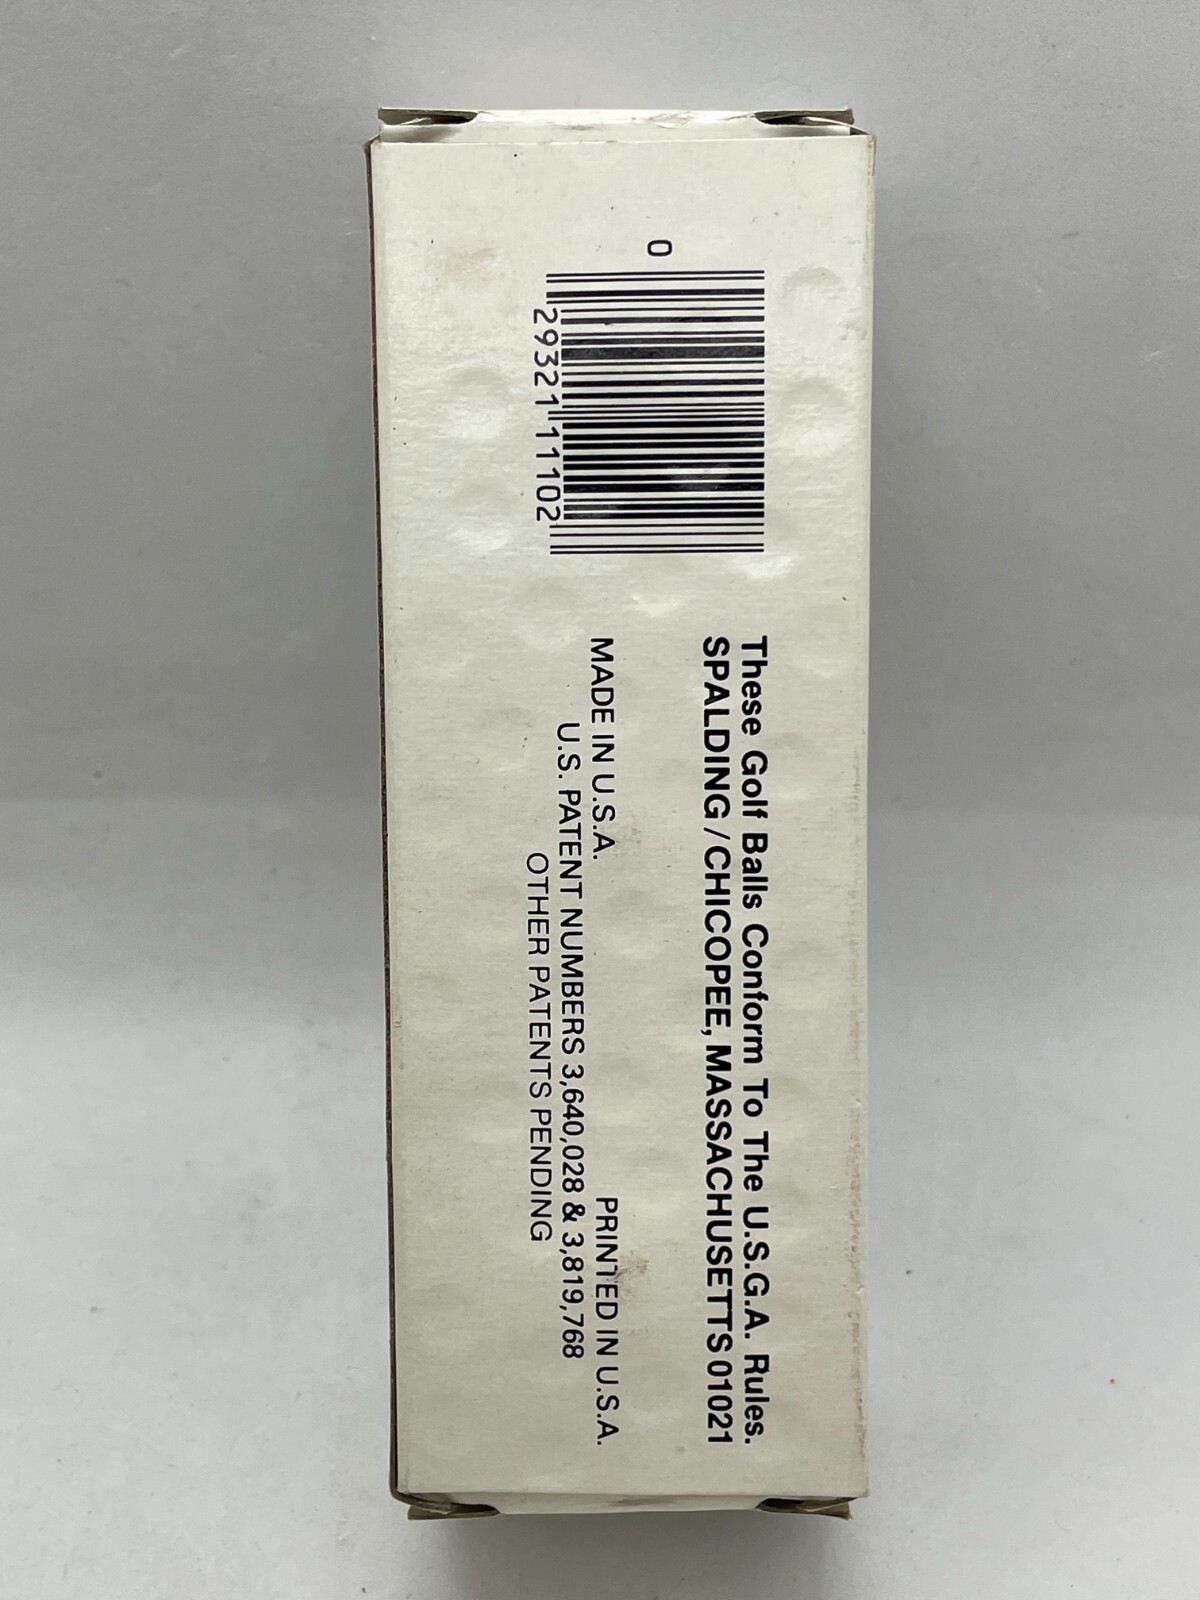 0
29321 11102
These Golf Balls Conform To The U.S.G.A. Rules.
SPALDING/CHICOPEE, MASSACHUSETTS 01021
MADE IN U.S.A. PRINTED IN U.S.A.
U.S. PATENT NUMBERS 3,640,028 & 3,819,768
OTHER PATENTS PENDING